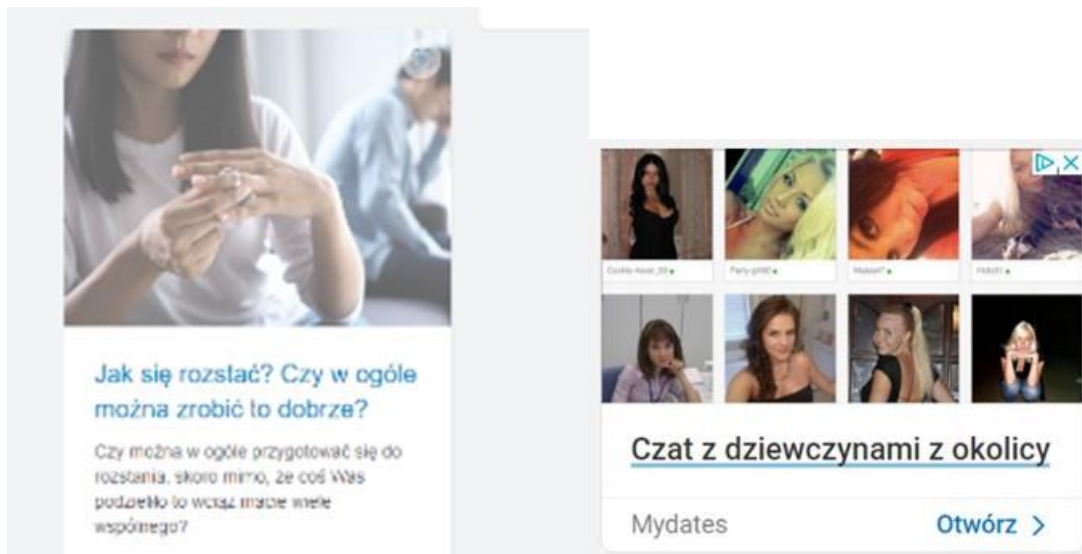 Jak się rozstać? Czy w ogóle
można zrobić to dobrze?
Czy można w ogóle przygotować się do
rozstania, skoro mimo, że coś Was
podzieliło to wciąż macie wiele
wspólnego?
Czat z dziewczynami z okolicy
Mydates
Otwórz >